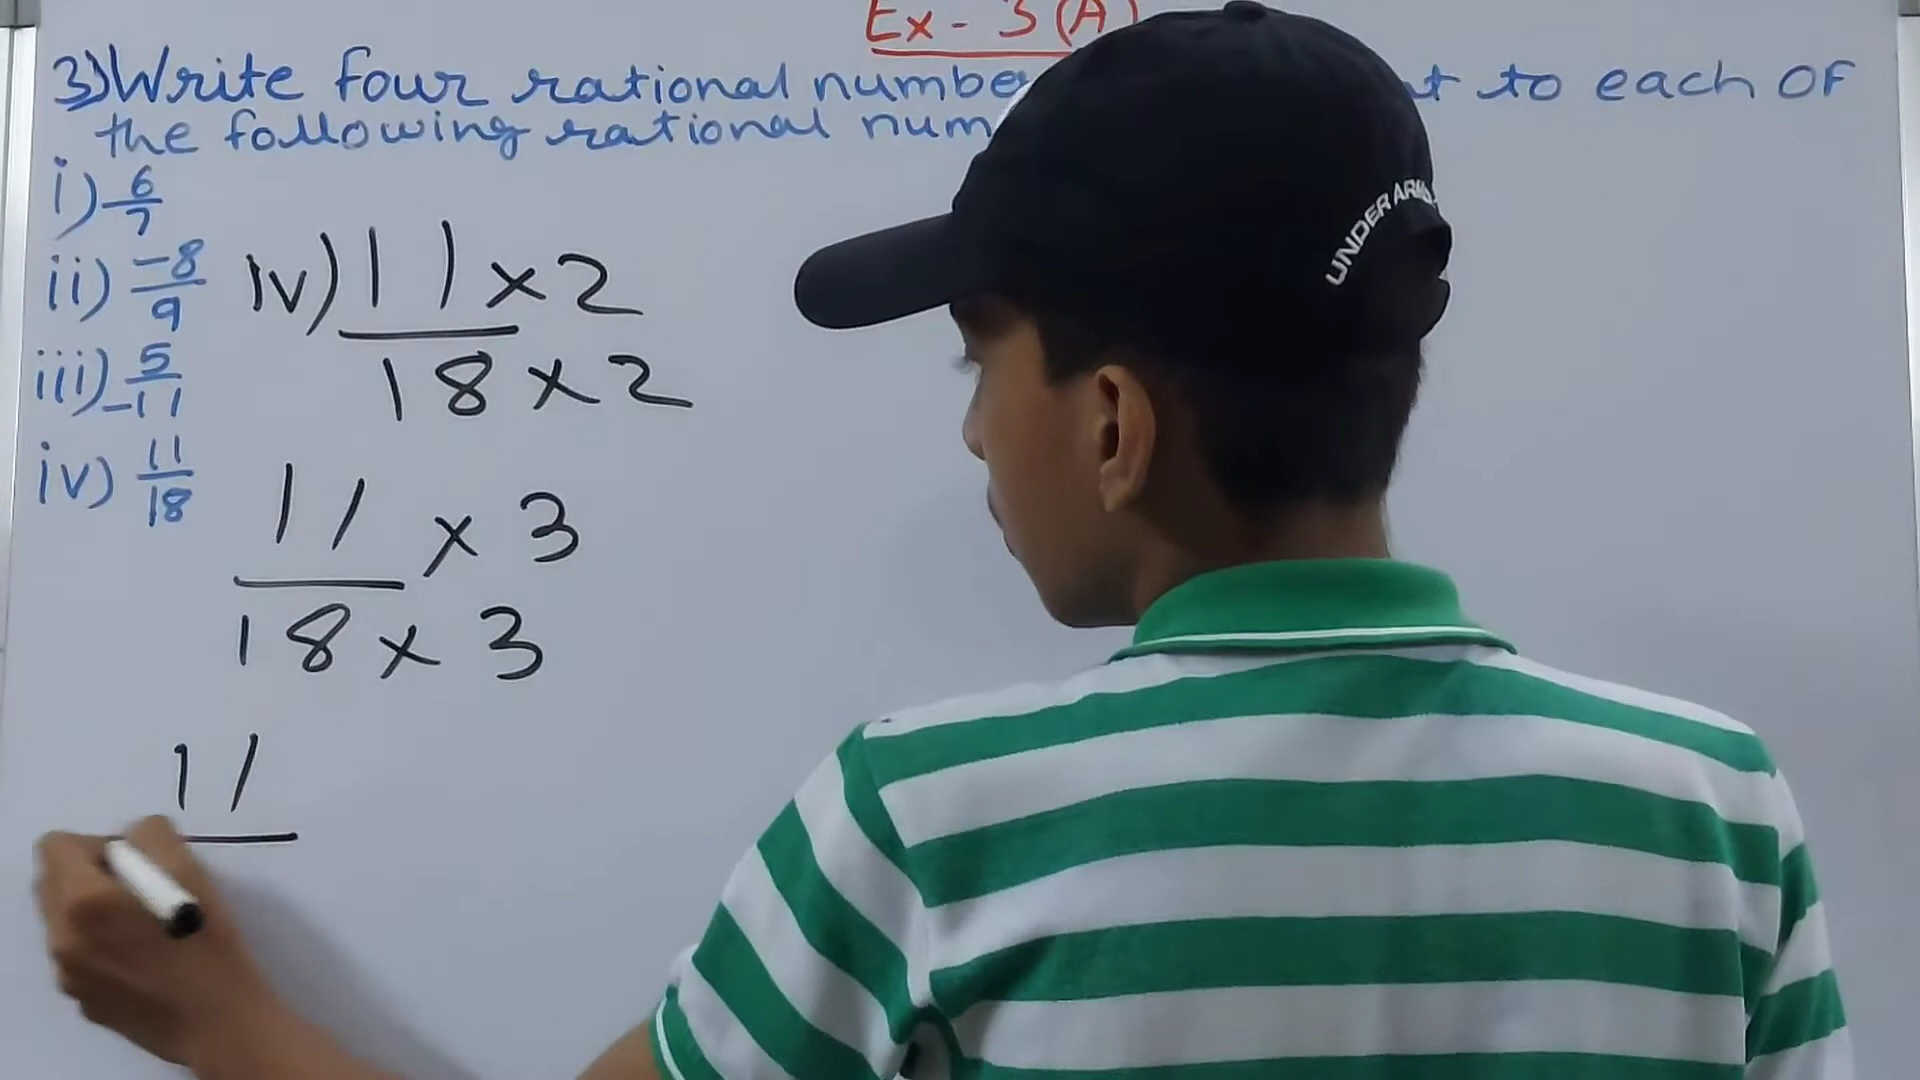 Ex - 3 (A)
3) Write four rational numbe to each OF
the following rational num
i) 6/7
ii) -8/9
iii) 5/-11
iv) 11/18
iv) 11 x 2
18 x 2
11 x 3
18 x 3
11
UNDER